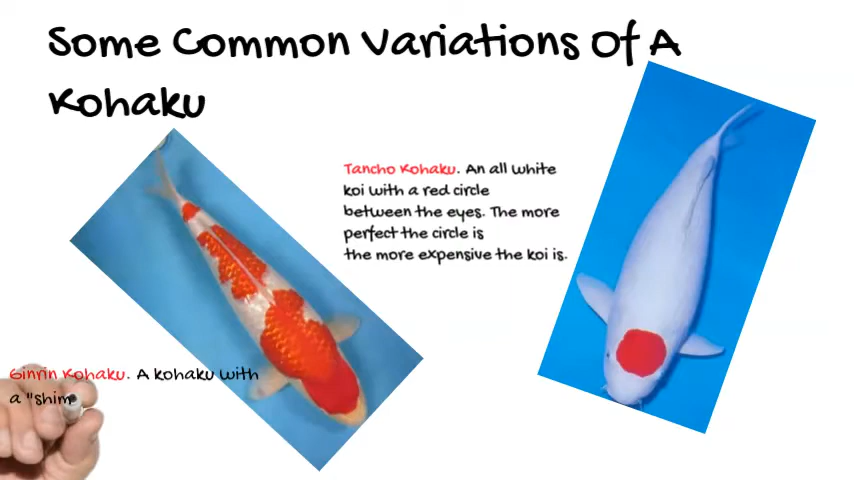 Some Common Variations Of A
Kohaku
Tancho Kohaku. An all white
koi with a red circle
between the eyes. The more
perfect the circle is
the more expensive the koi is.
Ginrin Kohaku. A kohaku with
a "shim